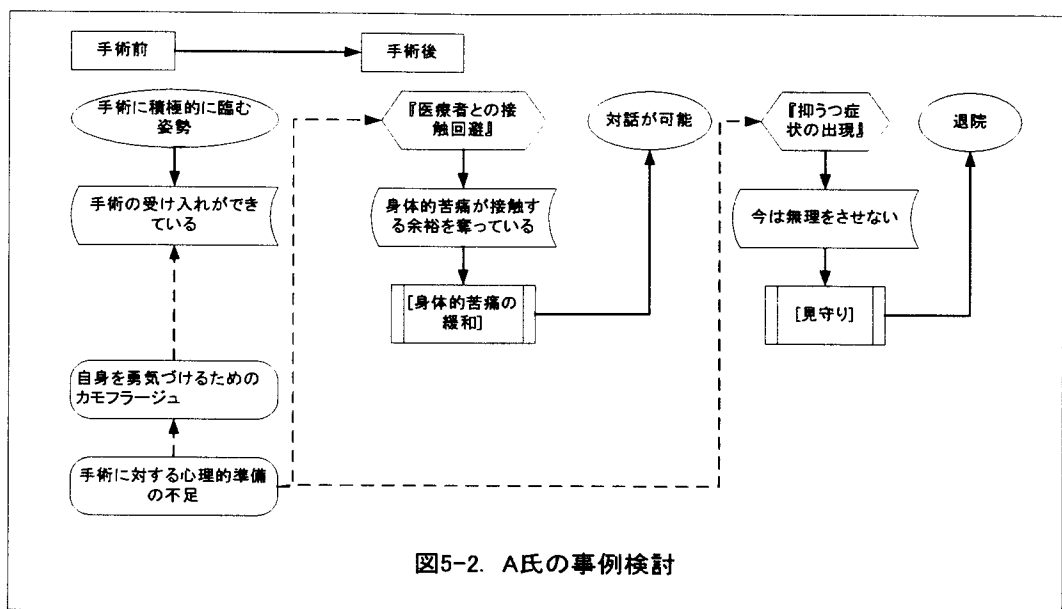 手術前
手術後
手術に積極的に臨む
姿勢
手術の受け入れができ
ている
自身を勇気づけるための
カモフラージュ
手術に対する心理的準備
の不足
『医療者との接
触回避』
身体的苦痛が接触す
る余裕を奪っている
[身体的苦痛の
緩和]
対話が可能
『抑うつ症
状の出現』
今は無理をさせない
[見守り]
退院
図5-2. A氏の事例検討